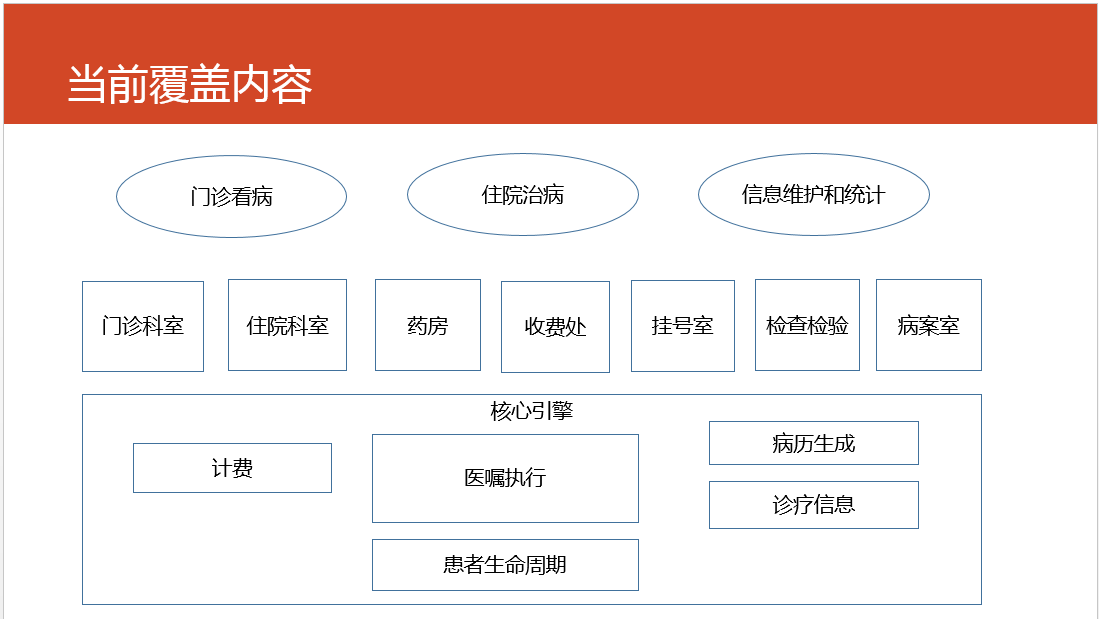 当前覆盖内容
门诊看病
住院治病
信息维护和统计
门诊科室
住院科室
药房
收费处
挂号室
检查检验
病案室
核心引擎
计费
医嘱执行
患者生命周期
病历生成
诊疗信息